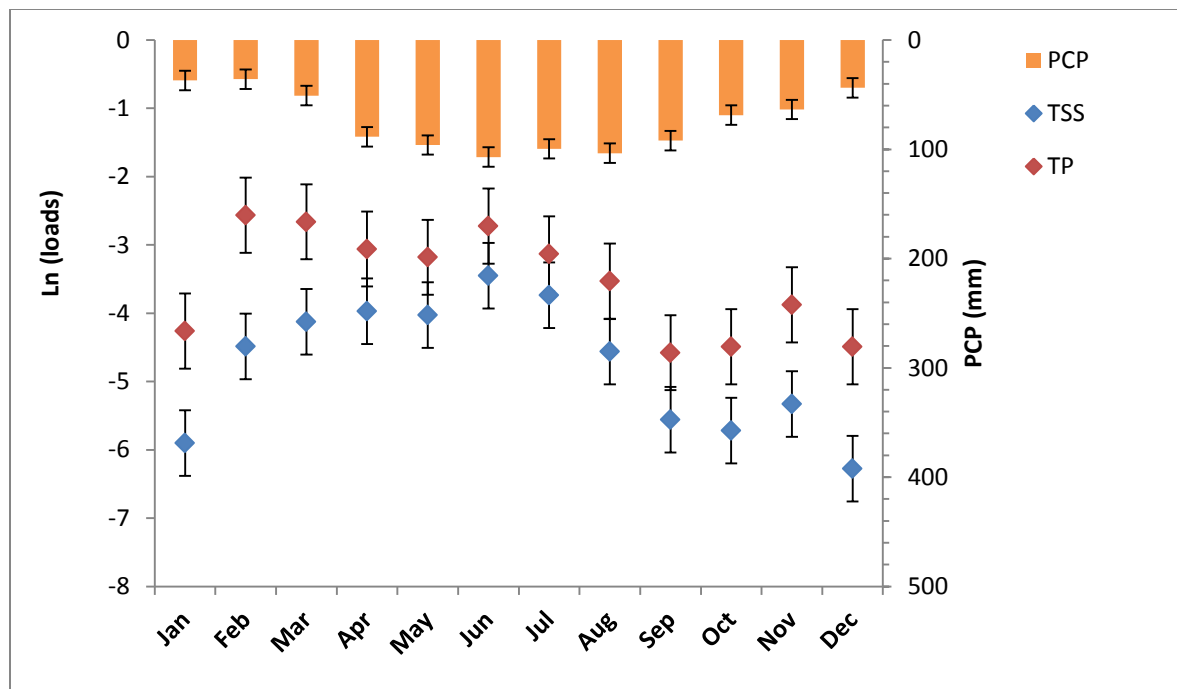 0
-1
-2
-3
-4
-5
-6
-7
-8
Ln (loads)
0
100
200
300
400
500
PCP (mm)
Jan
Feb
Mar
Apr
May
Jun
Jul
Aug
Sep
Oct
Nov
Dec
PCP
TSS
TP